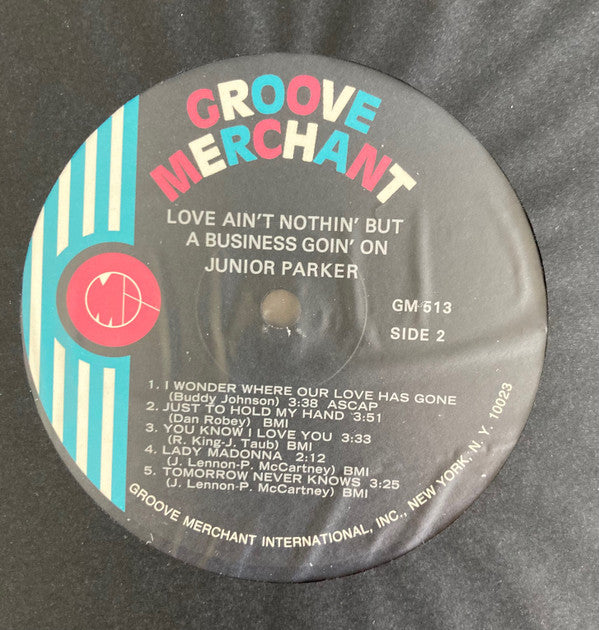 GROOVE
MERCHANT
LOVE AIN'T NOTHIN' BUT
A BUSINESS GOIN' ON
JUNIOR PARKER
GM 513
SIDE 2
1. I WONDER WHERE OUR LOVE HAS GONE
(Buddy Johnson) 3:38 ASCAP
2. JUST TO HOLD MY HAND 3:51
(Dan Robey) BMI
3. YOU KNOW I LOVE YOU 3:33
(R. King-J. Taub) BMI
4. LADY MADONNA 2:12
(J. Lennon-P. McCartney) BMI
5. TOMORROW NEVER KNOWS 3:25
(J. Lennon-P. McCartney) BMI
GROOVE MERCHANT INTERNATIONAL, INC., NEW YORK, N. Y. 10023